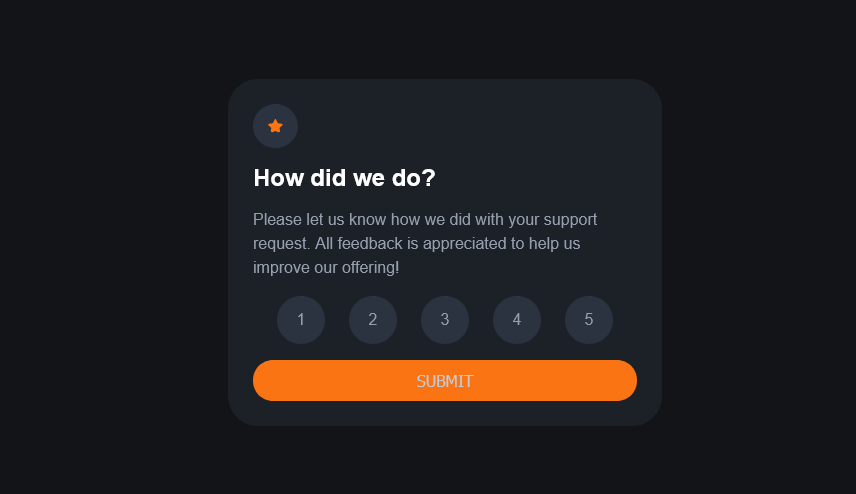 How did we do?
Please let us know how we did with your support
request. All feedback is appreciated to help us
improve our offering!
1 2 3 4 5
SUBMIT